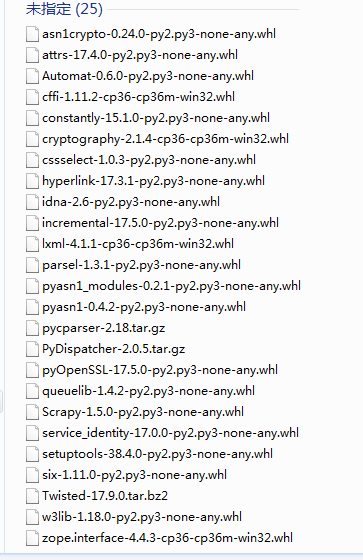 未指定 (25)
asn1crypto-0.24.0-py2.py3-none-any.whl
attrs-17.4.0-py2.py3-none-any.whl
Automat-0.6.0-py2.py3-none-any.whl
cffi-1.11.2-cp36-cp36m-win32.whl
constantly-15.1.0-py2.py3-none-any.whl
cryptography-2.1.4-cp36-cp36m-win32.whl
cssselect-1.0.3-py2.py3-none-any.whl
hyperlink-17.3.1-py2.py3-none-any.whl
idna-2.6-py2.py3-none-any.whl
incremental-17.5.0-py2.py3-none-any.whl
lxml-4.1.1-cp36-cp36m-win32.whl
parsel-1.3.1-py2.py3-none-any.whl
pyasn1_modules-0.2.1-py2.py3-none-any.whl
pyasn1-0.4.2-py2.py3-none-any.whl
pycparser-2.18.tar.gz
PyDispatcher-2.0.5.tar.gz
pyOpenSSL-17.5.0-py2.py3-none-any.whl
queuelib-1.4.2-py2.py3-none-any.whl
Scrapy-1.5.0-py2.py3-none-any.whl
service_identity-17.0.0-py2.py3-none-any.whl
setuptools-38.4.0-py2.py3-none-any.whl
six-1.11.0-py2.py3-none-any.whl
Twisted-17.9.0.tar.bz2
w3lib-1.18.0-py2.py3-none-any.whl
zope.interface-4.4.3-cp36-cp36m-win32.whl